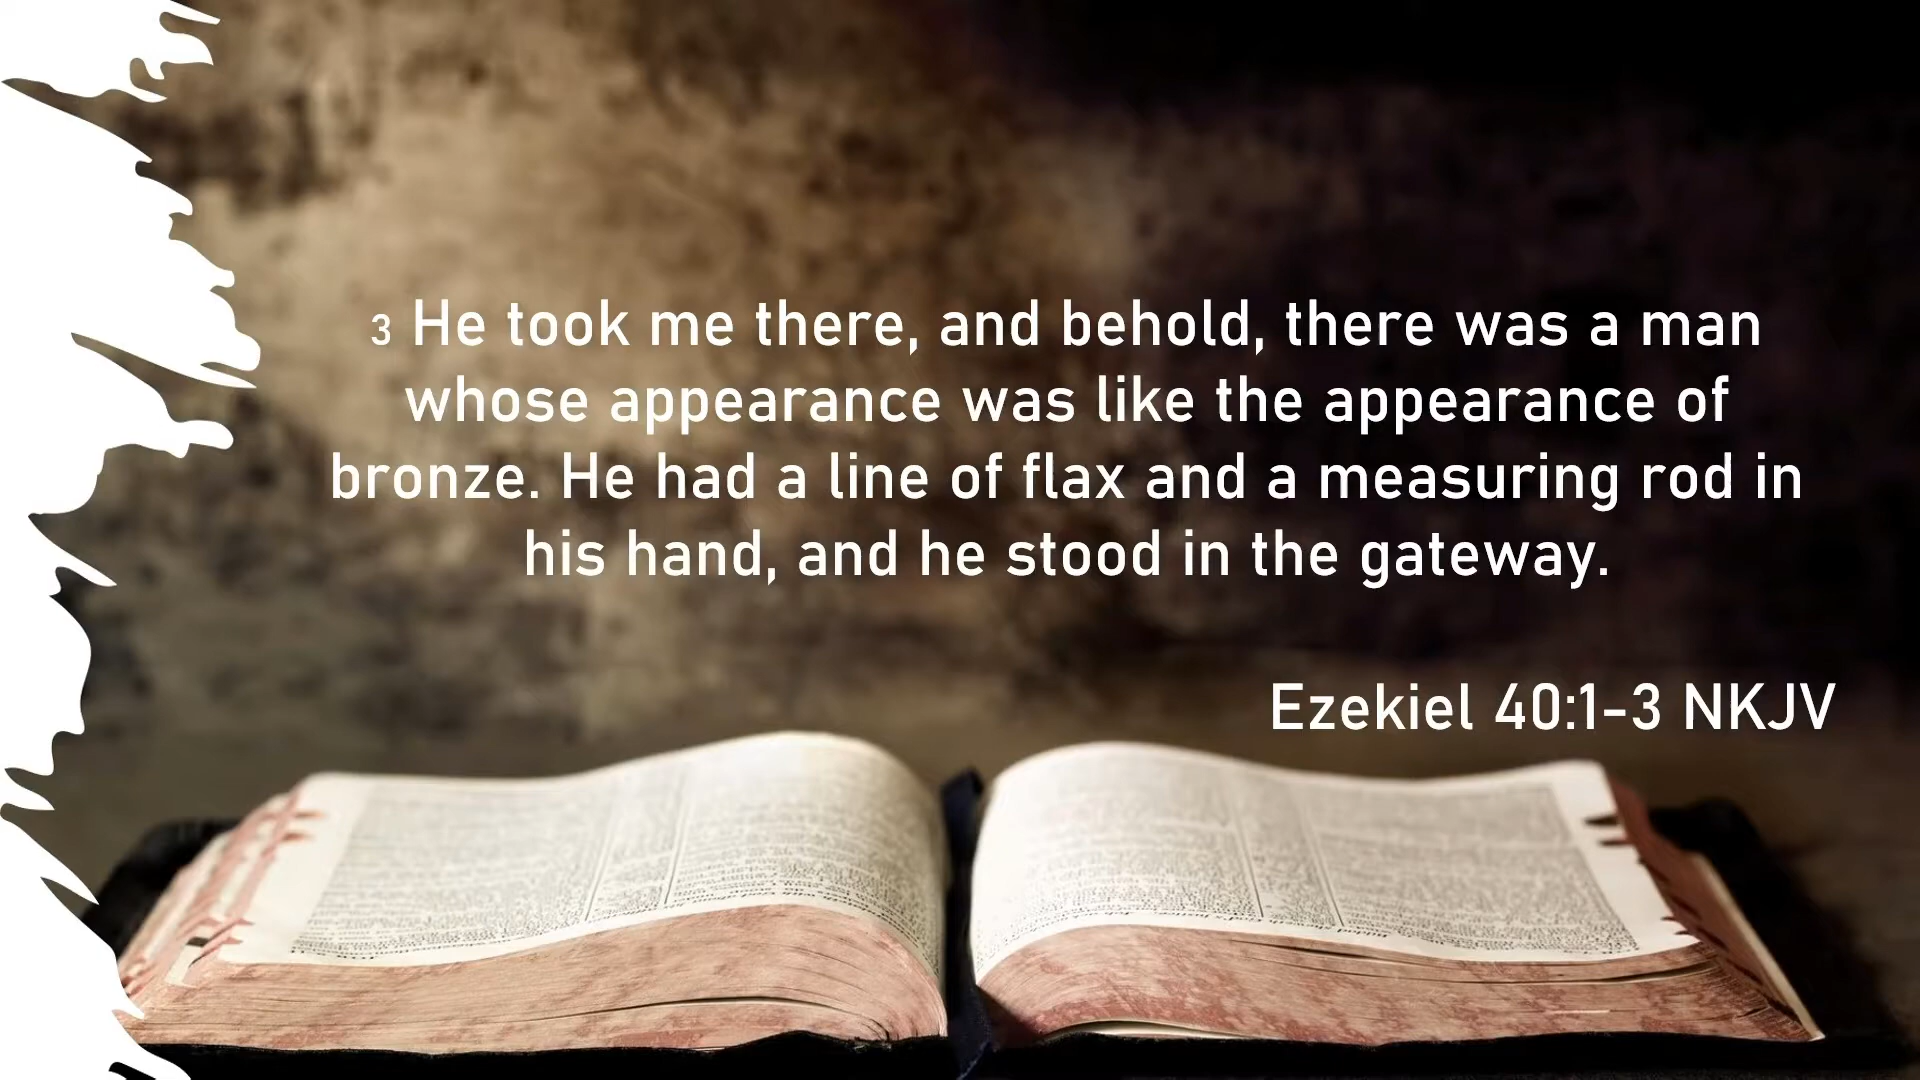 3 He took me there, and behold, there was a man
whose appearance was like the appearance of
bronze. He had a line of flax and a measuring rod in
his hand, and he stood in the gateway.
Ezekiel 40:1-3 NKJV